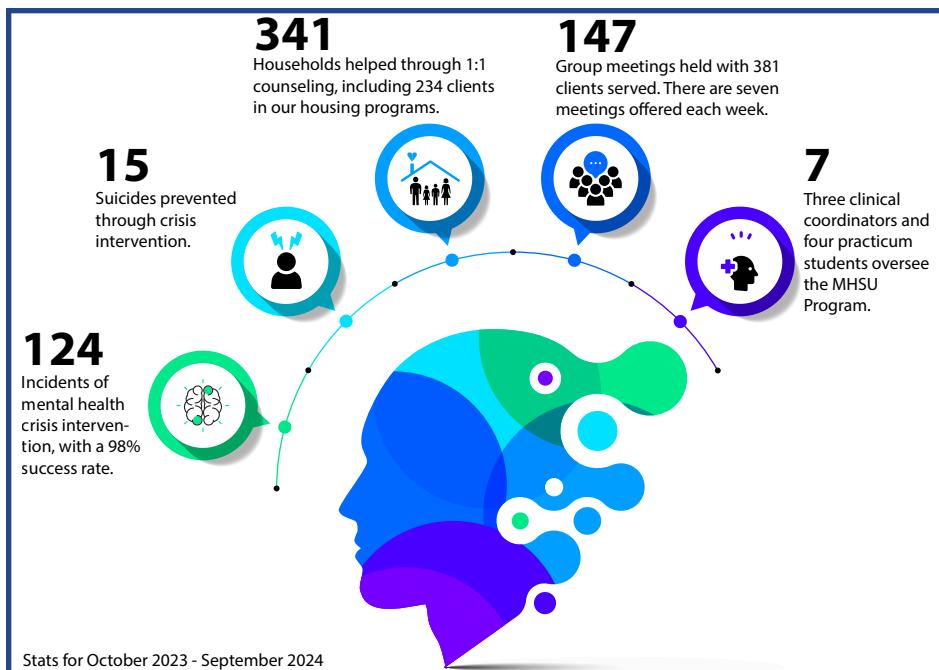 341
Households helped through 1:1
counseling, including 234 clients
in our housing programs.
147
Group meetings held with 381
clients served. There are seven
meetings offered each week.
15
Suicides prevented
through crisis
intervention.
7
Three clinical
coordinators and
four practicum
students oversee
the MHSU
Program.
124
Incidents of
mental health
crisis interven-
tion, with a 98%
success rate.
Stats for October 2023 - September 2024